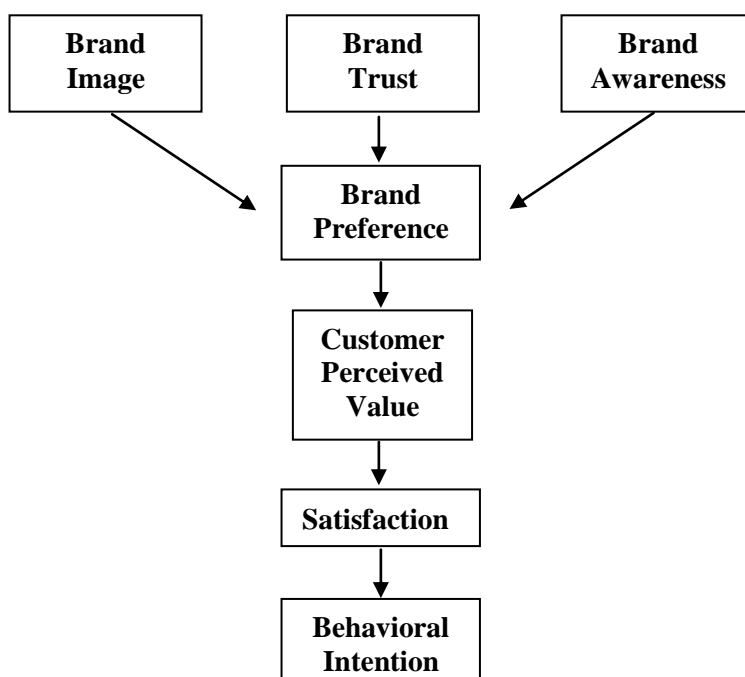 Brand
Image
Brand
Trust
Brand
Awareness
Brand
Preference
Customer
Perceived
Value
Satisfaction
Behavioral
Intention